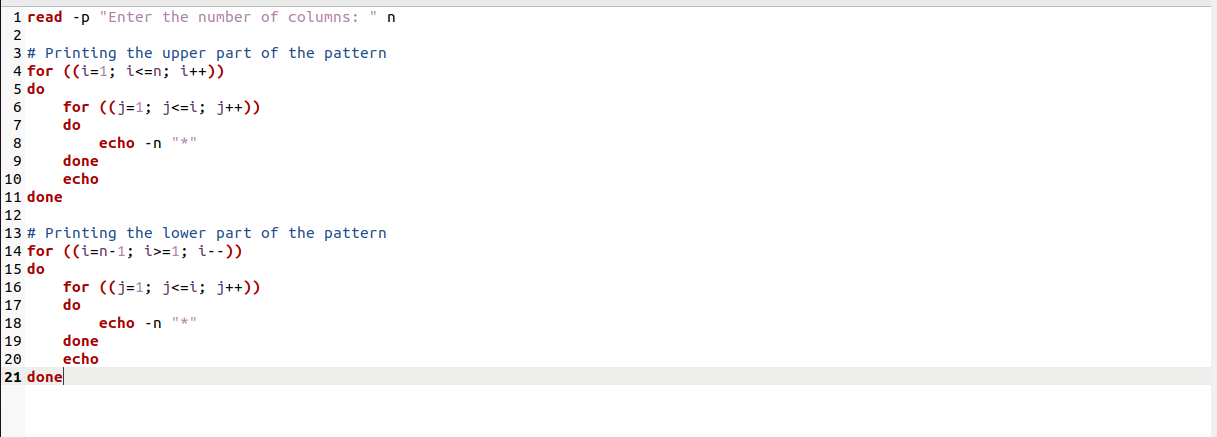 1 read -p "Enter the number of columns: " n
2
3 # Printing the upper part of the pattern
4 for ((i=1; i<=n; i++))
5 do
6     for ((j=1; j<=i; j++))
7     do
8         echo -n "*"
9     done
10     echo
11 done
12
13 # Printing the lower part of the pattern
14 for ((i=n-1; i>=1; i--))
15 do
16     for ((j=1; j<=i; j++))
17     do
18         echo -n "*"
19     done
20     echo
21 done